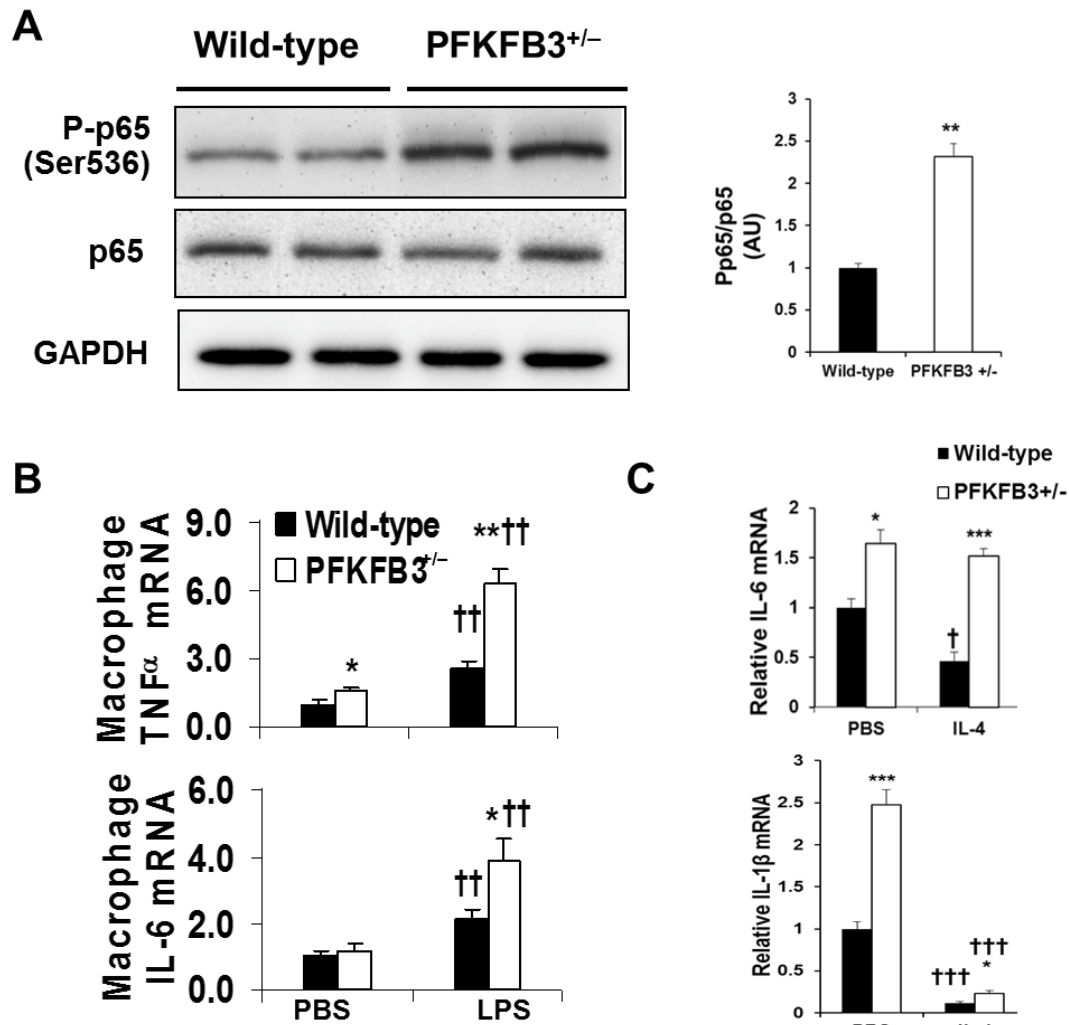 A
Wild-type PFKFB3+/–
P-p65
(Ser536)
p65
GAPDH
Pp65/p65
(AU)
3
2.5
2
1.5
1
0.5
0
**
Wild-type PFKFB3 +/-
B
Macrophage
TNFα mRNA
9.0
6.0
3.0
0.0
Wild-type
PFKFB3+/–
*
††
**††
Macrophage
IL-6 mRNA
6.0
4.0
2.0
0.0
††
*††
PBS LPS
C
Wild-type
PFKFB3+/-
Relative IL-6 mRNA
2
1.5
1
0.5
0
*
†
***
PBS IL-4
Relative IL-1β mRNA
3
2.5
2
1.5
1
0.5
0
***
†††
†††
*